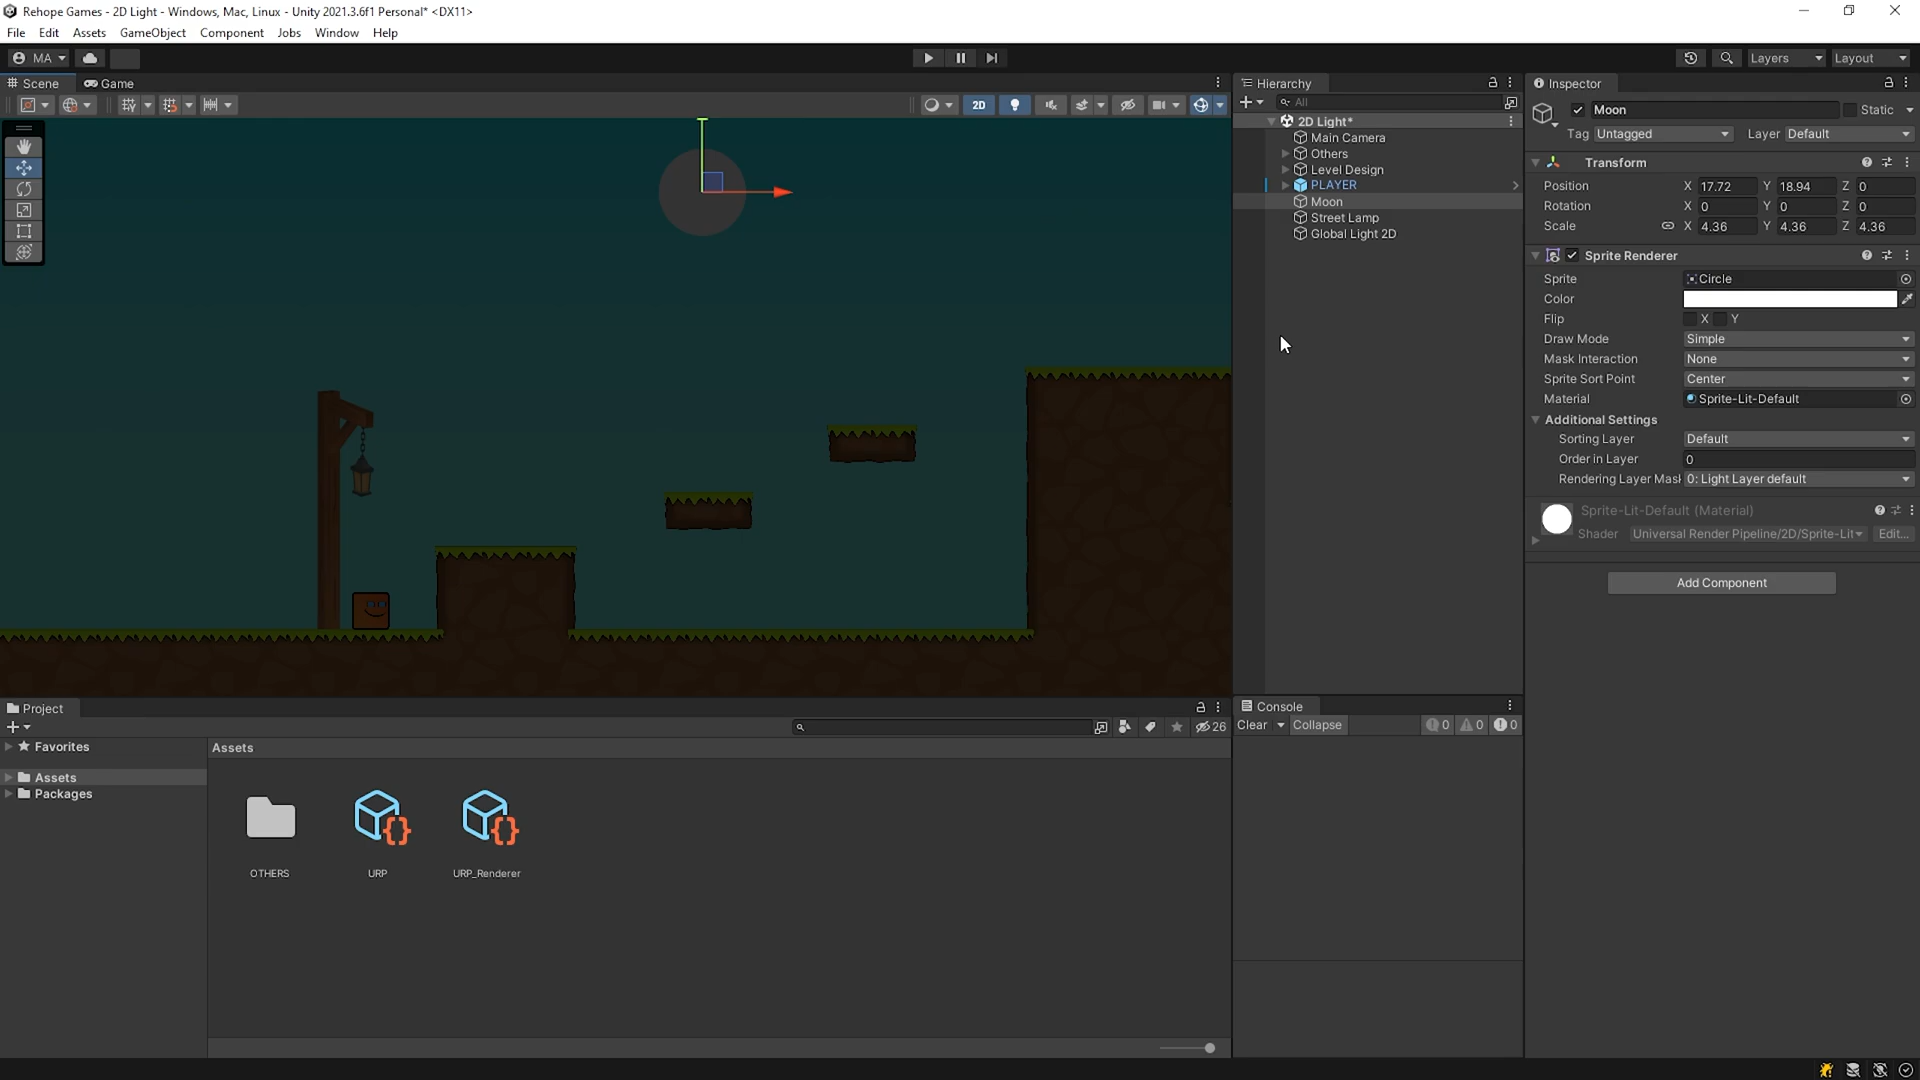 Rehope Games - 2D Light - Windows, Mac, Linux - Unity 2021.3.6f1 Personal* <DX11>
File Edit Assets GameObject Component Jobs Window Help
MA Layers Layout
Scene Game
2D
Hierarchy
All
2D Light*
Main Camera
Others
Level Design
PLAYER
Moon
Street Lamp
Global Light 2D
Inspector
Moon Static
Tag Untagged Layer Default
Transform
Position X 17.72 Y 18.94 Z 0
Rotation X 0 Y 0 Z 0
Scale X 4.36 Y 4.36 Z 4.36
Sprite Renderer
Sprite Circle
Color
Flip X Y
Draw Mode Simple
Mask Interaction None
Sprite Sort Point Center
Material Sprite-Lit-Default
Additional Settings
Sorting Layer Default
Order in Layer 0
Rendering Layer Mask 0: Light Layer default
Sprite-Lit-Default (Material)
Shader Universal Render Pipeline/2D/Sprite-Lit Edit...
Add Component
Project
26
Favorites
Assets
Packages
Assets
OTHERS URP URP_Renderer
Console
Clear Collapse 0 0 0